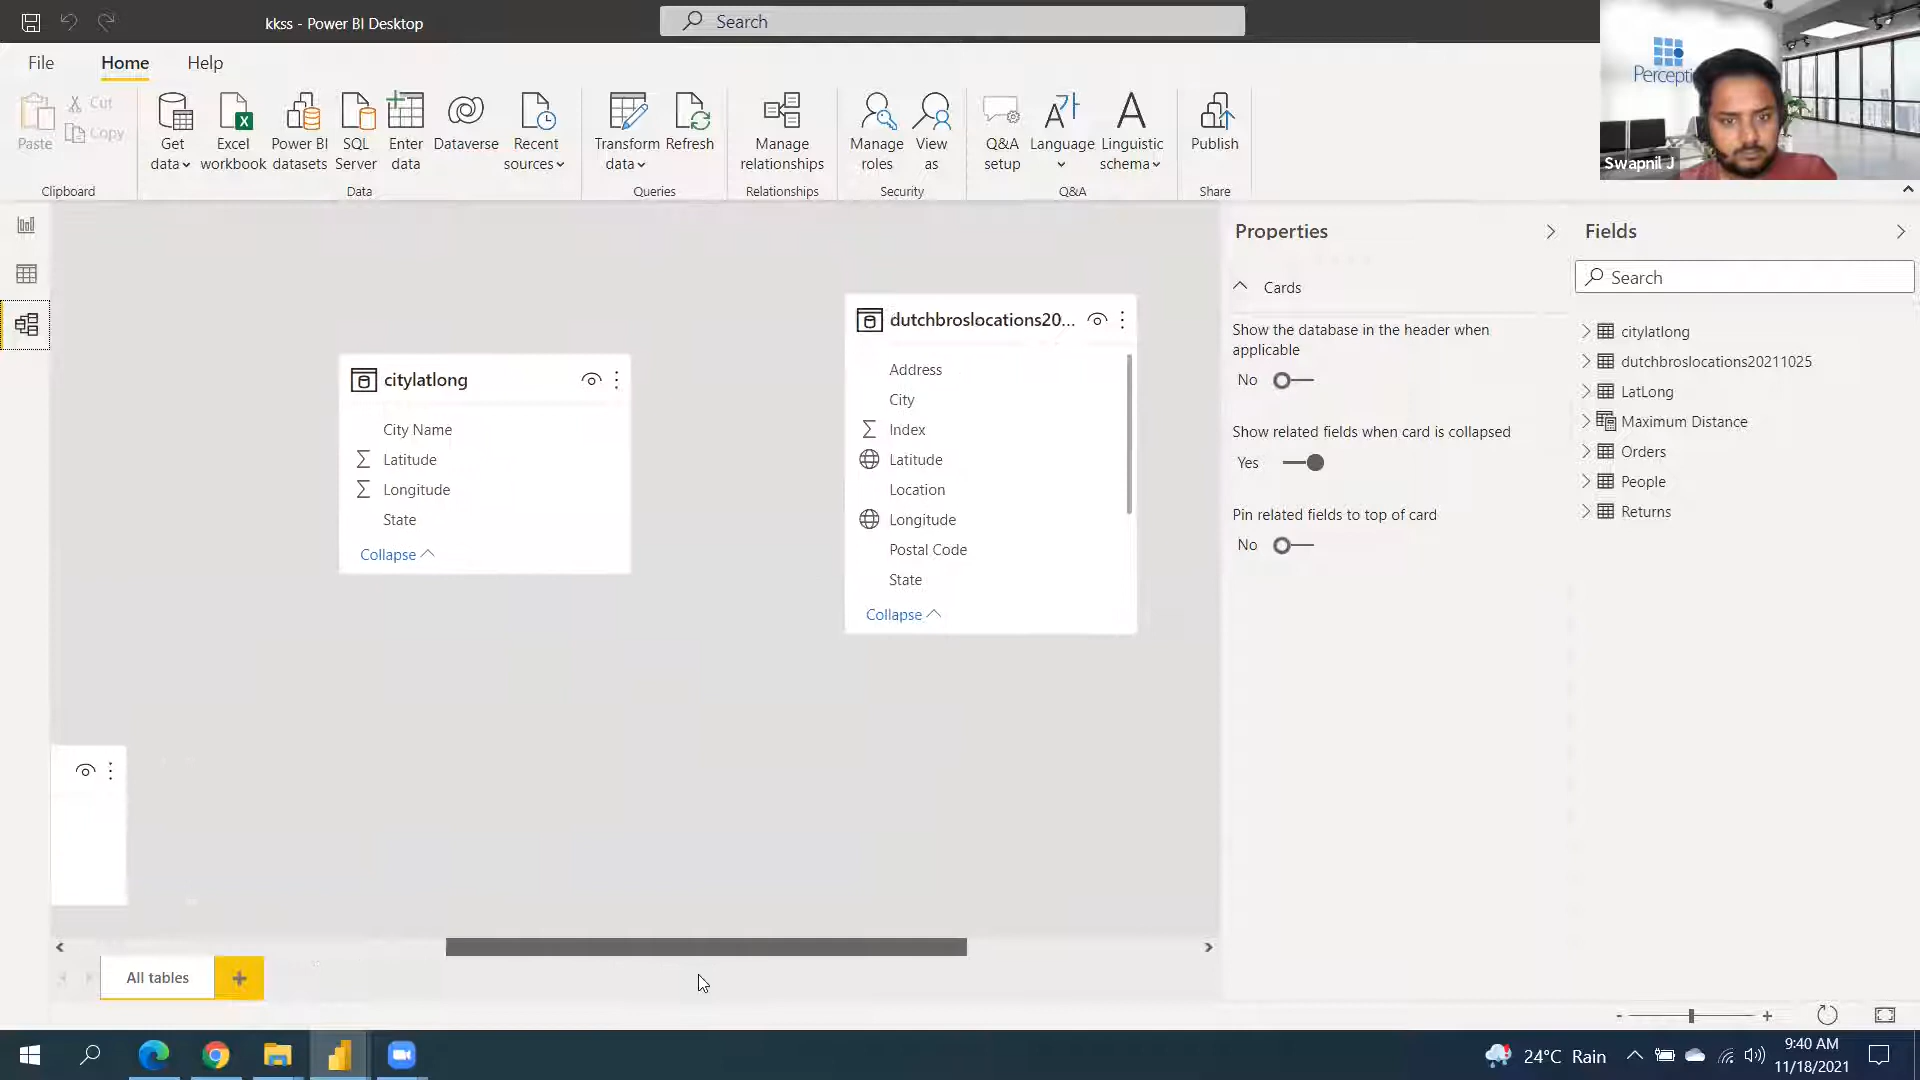 kkss - Power BI Desktop
Search
File
Home
Help
Paste
Cut
Copy
Clipboard
Get data
Excel workbook
Power BI datasets
SQL Server
Enter data
Dataverse
Recent sources
Data
Transform data
Refresh
Queries
Manage relationships
Relationships
Manage roles
View as
Security
Q&A setup
Language
Linguistic schema
Q&A
Publish
Share
Swapnil J
citylatlong
City Name
Latitude
Longitude
State
Collapse
dutchbroslocations20...
Address
City
Index
Latitude
Location
Longitude
Postal Code
State
Collapse
Properties
Cards
Show the database in the header when
applicable
No
Show related fields when card is collapsed
Yes
Pin related fields to top of card
No
Fields
Search
citylatlong
dutchbroslocations20211025
LatLong
Maximum Distance
Orders
People
Returns
All tables
24°C Rain
9:40 AM
11/18/2021